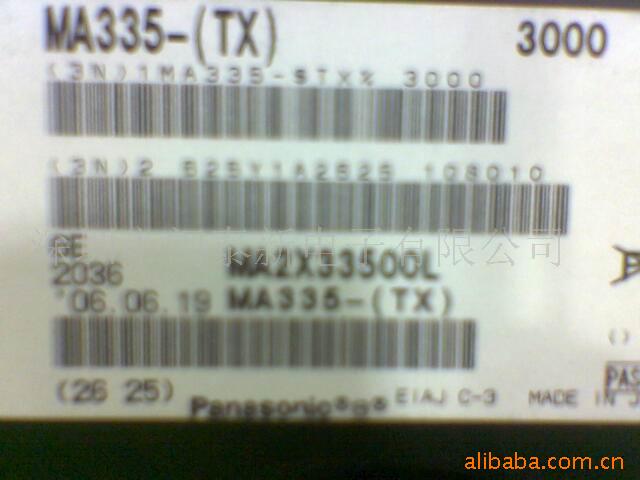 MA335-(TX) 3000
(3N)1MA335-STX% 3000
(3N)2
2036 MA2X33500L
'06.06.19 MA335-(TX)
(26 25) Panasonic EIAJ C-3 MADE IN
alibaba.com.cn